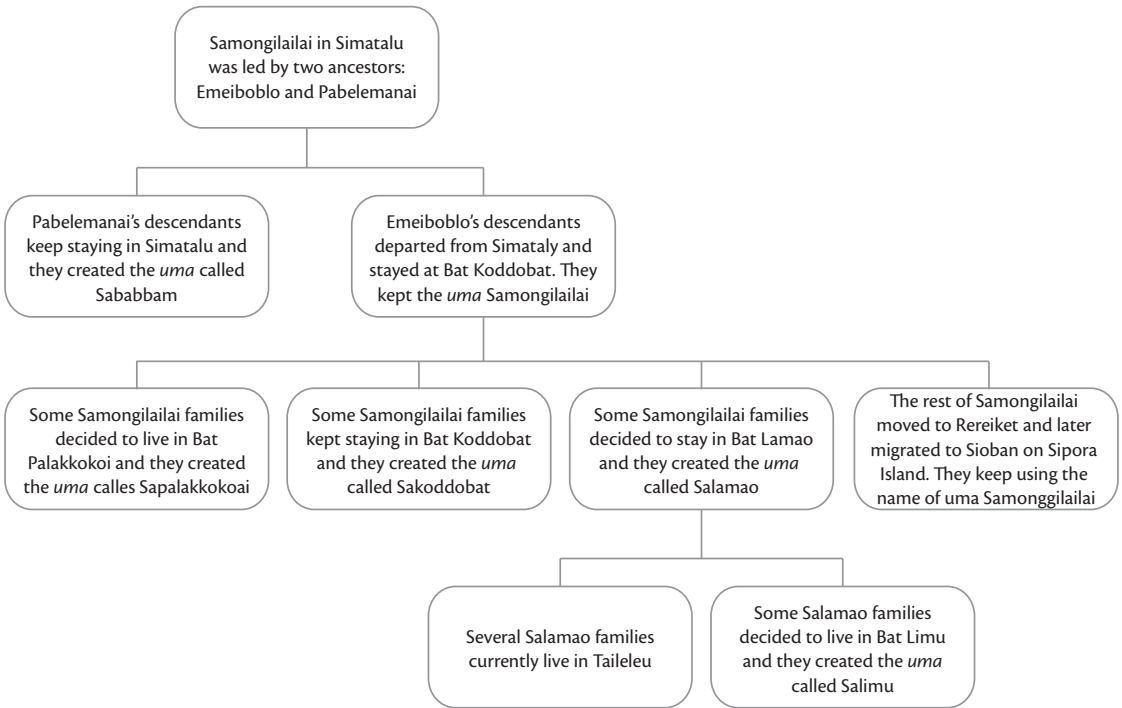 Samongilailai in Simatalu
was led by two ancestors:
Emeiboblo and Pabelemanai
Pabelemanai’s descendants
keep staying in Simatalu and
they created the uma called
Sababbam
Emeiboblo’s descendants
departed from Simataly and
stayed at Bat Koddobat. They
kept the uma Samongilailai
Some Samongilailai families
decided to live in Bat
Palakkokoi and they created
the uma calles Sapalakkokoai
Some Samongilailai families
kept staying in Bat Koddobat
and they created the uma
called Sakoddobat
Some Samongilailai families
decided to stay in Bat Lamao
and they created the uma
called Salamao
The rest of Samongilailai
moved to Rereiket and later
migrated to Sioban on Sipora
Island. They keep using the
name of uma Samonggilailai
Several Salamao families
currently live in Taileleu
Some Salamao families
decided to live in Bat Limu
and they created the uma
called Salimu